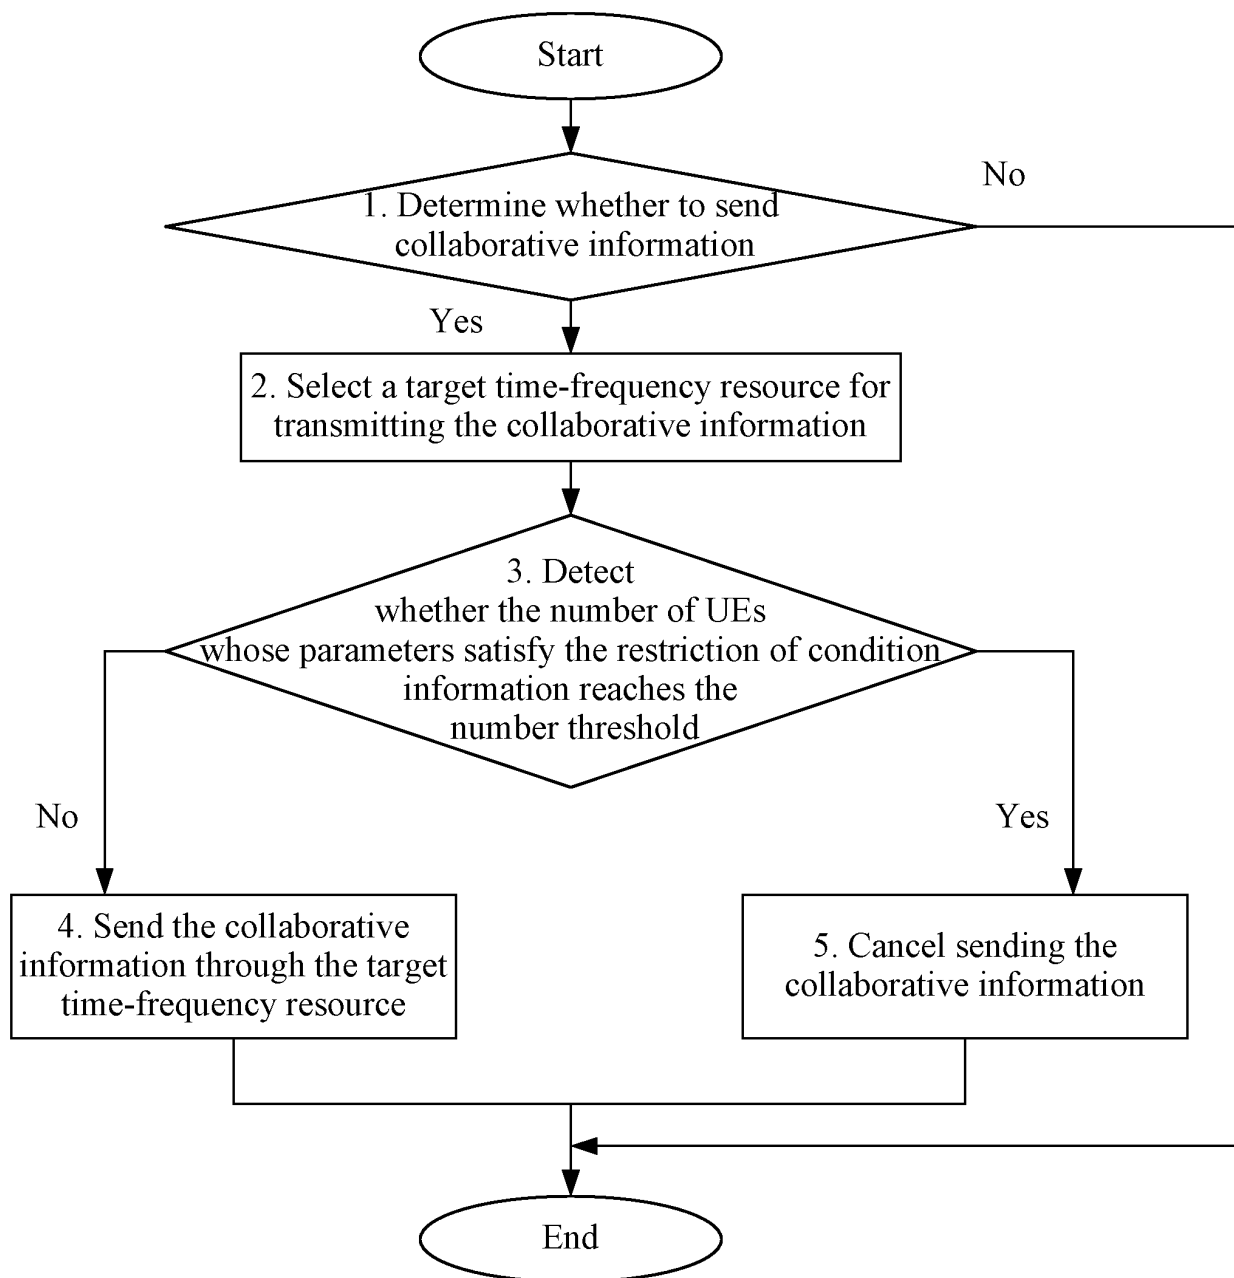 Start
No
1. Determine whether to send
collaborative information
Yes
2. Select a target time-frequency resource for
transmitting the collaborative information
3. Detect
whether the number of UEs
whose parameters satisfy the restriction of condition
information reaches the
number threshold
No
Yes
4. Send the collaborative
information through the target
time-frequency resource
5. Cancel sending the
collaborative information
End